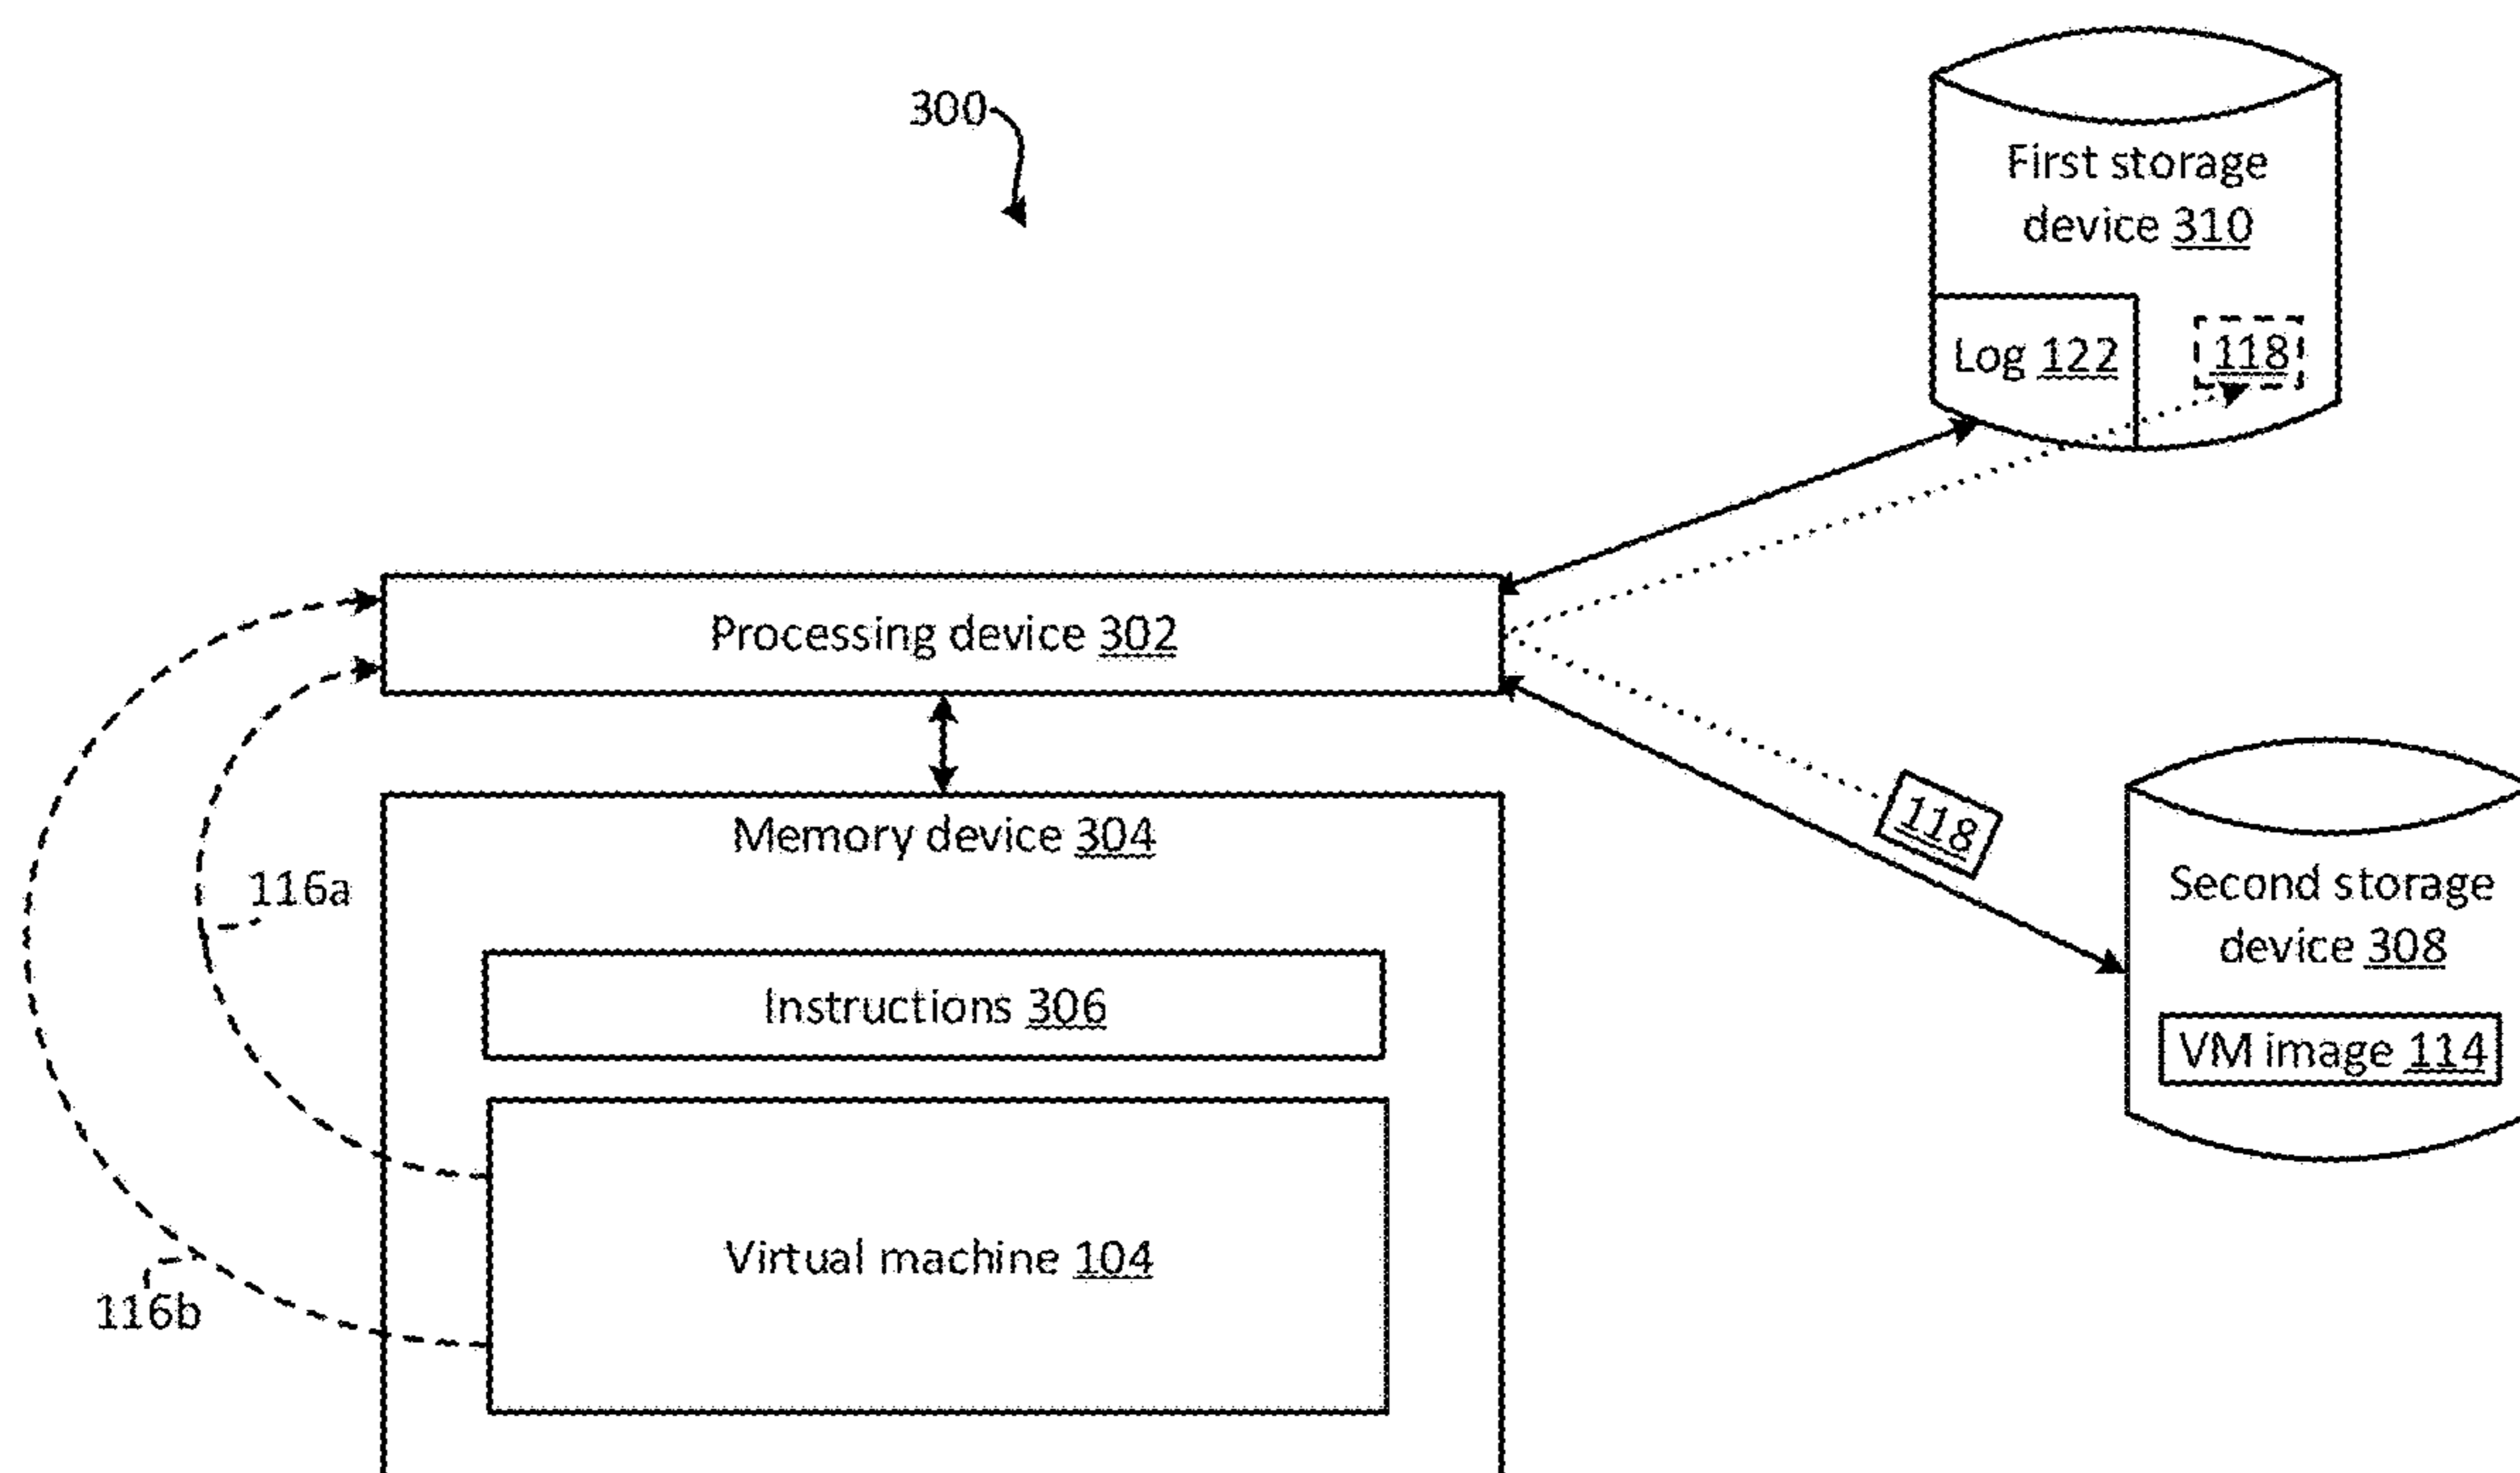 300
First storage
device 310
Log 122
118
Processing device 302
Memory device 304
118
116a
Second storage
device 308
Instructions 306
VM image 114
Virtual machine 104
116b